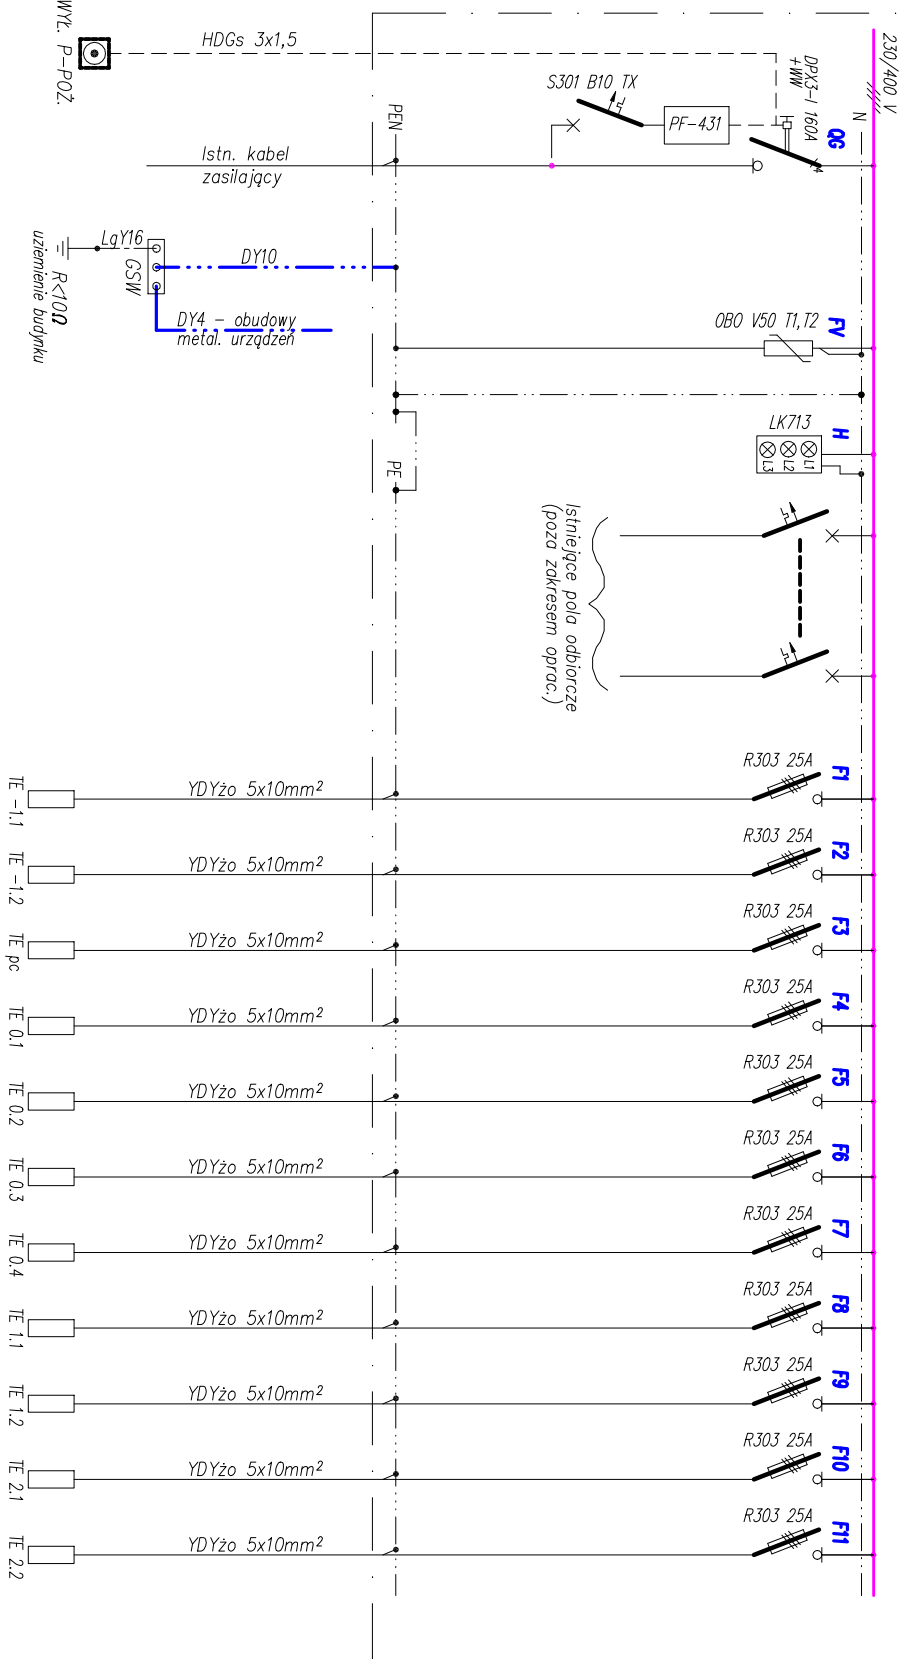 230/400 V
N
WYŁ. P-POŻ.
HDGs 3x1,5
S301 B10 TX
PF-431
DPX3-I 160A
+WW
QG
PEN
Istn. kabel
zasilający
LgY16
GSW
DY10
R<10Ω
uziemienie budynku
DY4 - obudowy
metal. urządzeń
OBO V50 T1,T2
FV
LK713
H
L1
L2
L3
PE
Istniejące pola odbiorcze
(poza zakresem oprac.)
R303 25A
F1
YDYżo 5x10mm²
TE -1.1
R303 25A
F2
YDYżo 5x10mm²
TE -1.2
R303 25A
F3
YDYżo 5x10mm²
TE pc
R303 25A
F4
YDYżo 5x10mm²
TE 0.1
R303 25A
F5
YDYżo 5x10mm²
TE 0.2
R303 25A
F6
YDYżo 5x10mm²
TE 0.3
R303 25A
F7
YDYżo 5x10mm²
TE 0.4
R303 25A
F8
YDYżo 5x10mm²
TE 1.1
R303 25A
F9
YDYżo 5x10mm²
TE 1.2
R303 25A
F10
YDYżo 5x10mm²
TE 2.1
R303 25A
F11
YDYżo 5x10mm²
TE 2.2